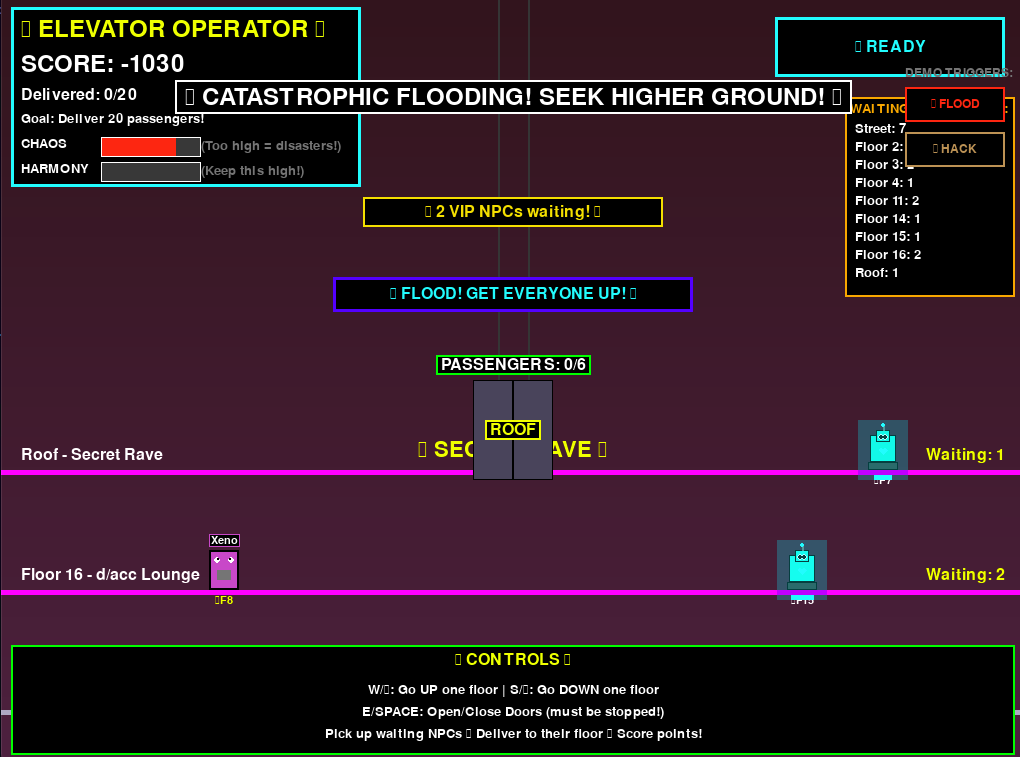 ELEVATOR OPERATOR
SCORE: -1030
Delivered: 0/20
Goal: Deliver 20 passengers!
CHAOS (Too high = disasters!)
HARMONY (Keep this high!)
READY
DEMO TRIGGERS:
CATASTROPHIC FLOODING! SEEK HIGHER GROUND!
FLOOD
HACK
WAITING
Street: 7
Floor 2:
Floor 3:
Floor 4: 1
Floor 11: 2
Floor 14: 1
Floor 15: 1
Floor 16: 2
Roof: 1
2 VIP NPCs waiting!
FLOOD! GET EVERYONE UP!
PASSENGERS: 0/6
ROOF
Roof - Secret Rave
F7
Waiting: 1
Xeno
Floor 16 - d/acc Lounge
F8
F15
Waiting: 2
CONTROLS
W/: Go UP one floor | S/: Go DOWN one floor
E/SPACE: Open/Close Doors (must be stopped!)
Pick up waiting NPCs Deliver to their floor Score points!